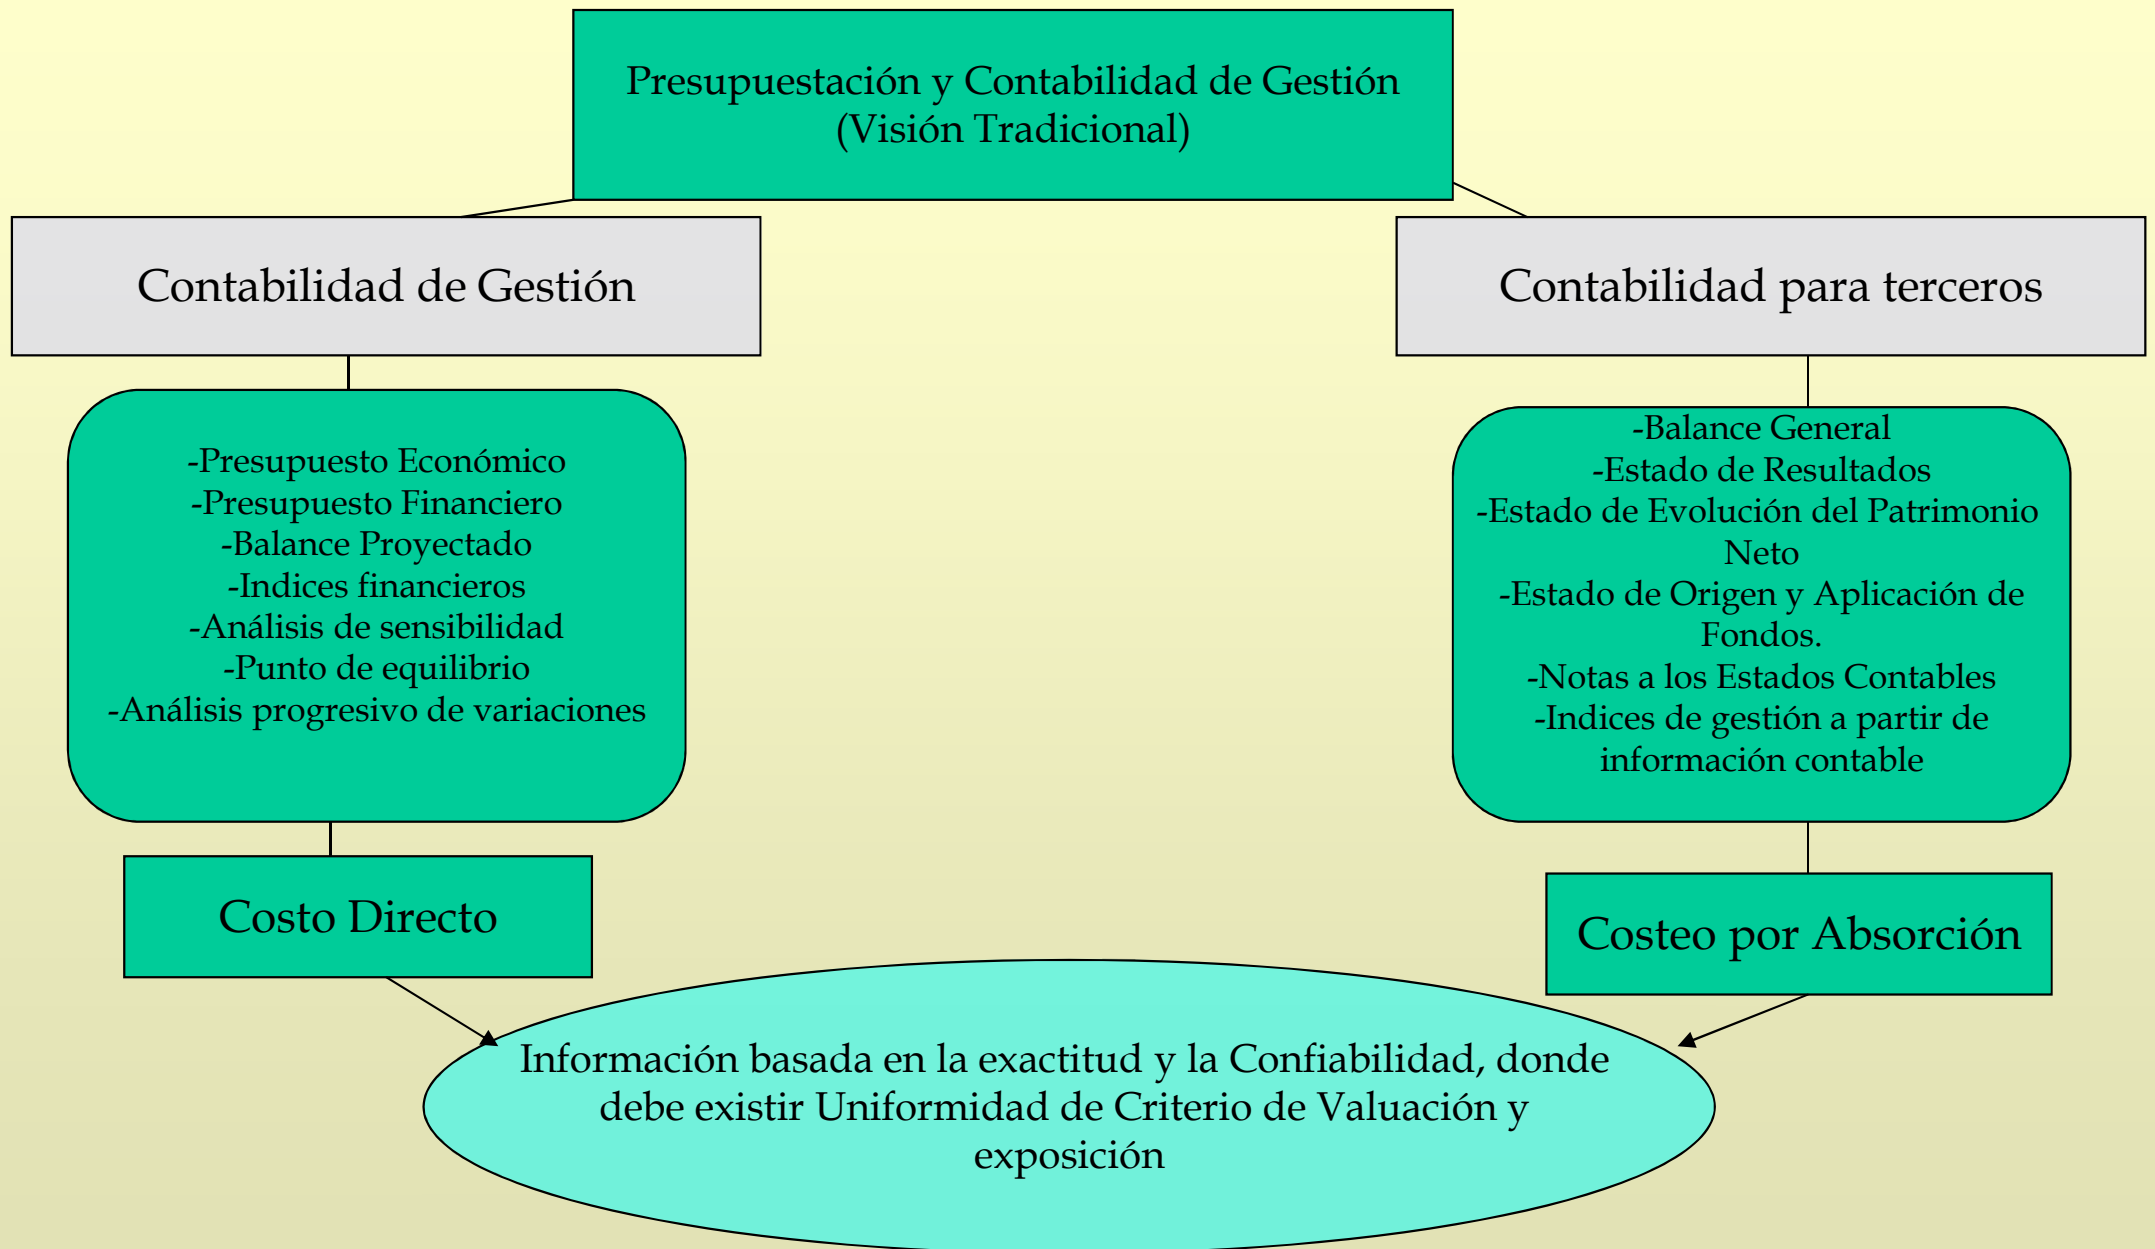 Presupuestación y Contabilidad de Gestión
(Visión Tradicional)
Contabilidad de Gestión
Contabilidad para terceros
-Presupuesto Económico
-Presupuesto Financiero
-Balance Proyectado
-Indices financieros
-Análisis de sensibilidad
-Punto de equilibrio
-Análisis progresivo de variaciones
-Balance General
-Estado de Resultados
-Estado de Evolución del Patrimonio
Neto
-Estado de Origen y Aplicación de
Fondos.
-Notas a los Estados Contables
-Indices de gestión a partir de
información contable
Costo Directo
Costeo por Absorción
Información basada en la exactitud y la Confiabilidad, donde
debe existir Uniformidad de Criterio de Valuación y
exposición